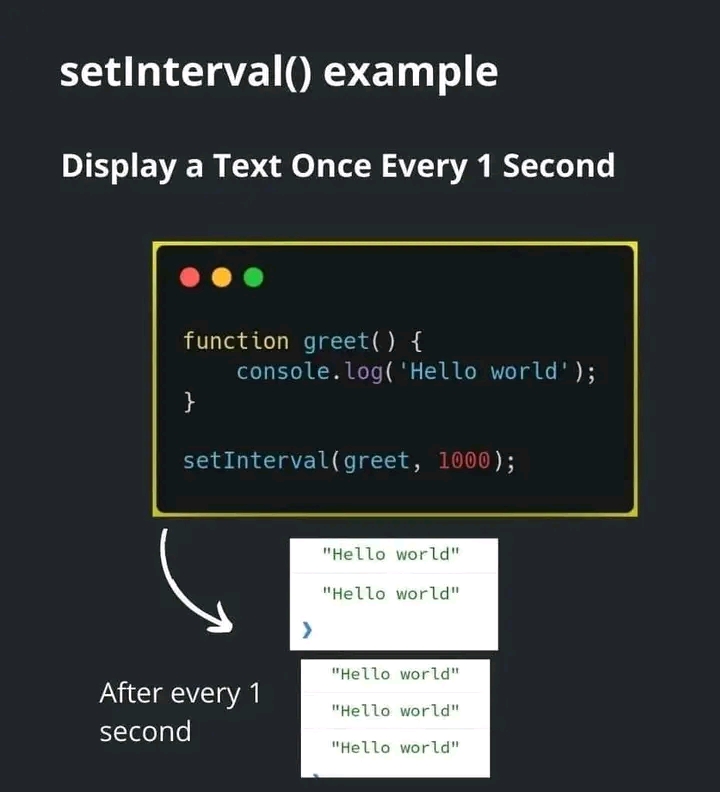 setInterval() example
Display a Text Once Every 1 Second
function greet() {
    console.log('Hello world');
}
setInterval(greet, 1000);
"Hello world"
"Hello world"
❯
After every 1
second
"Hello world"
"Hello world"
"Hello world"